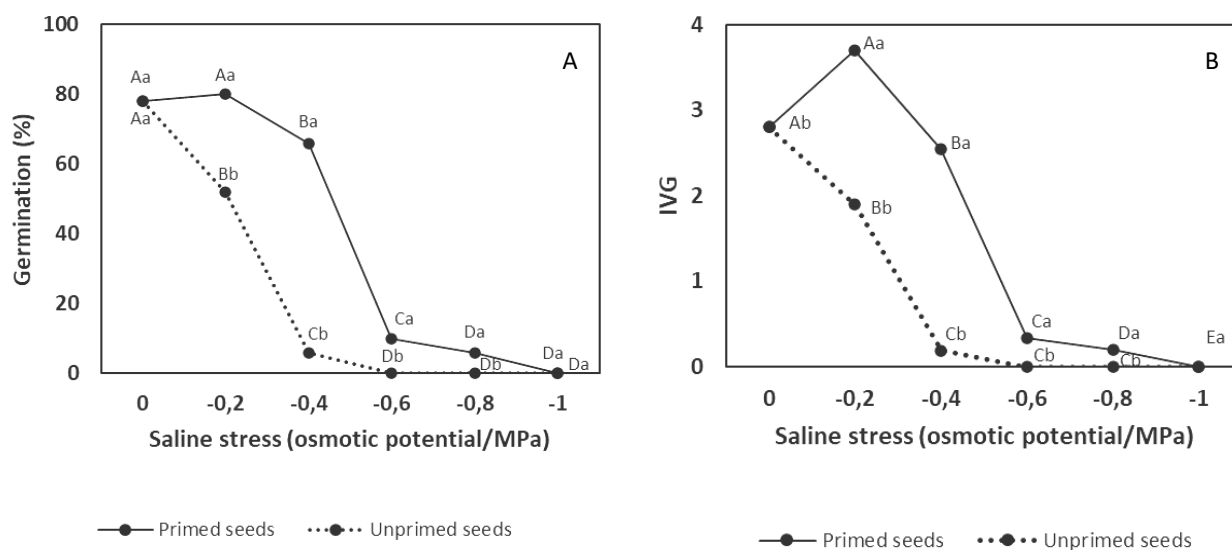 100
80
60
40
20
0
Germination (%)
A
Aa
Aa
Aa
Ba
Bb
Cb
Ca
Db
Da
Db
Da
Da
0 -0,2 -0,4 -0,6 -0,8 -1
Saline stress (osmotic potential/MPa)
Primed seeds Unprimed seeds
4
3
2
1
0
IVG
B
Aa
Ab
Ba
Bb
Cb
Ca
Cb
Da
Cb
Ea
0 -0,2 -0,4 -0,6 -0,8 -1
Saline stress (osmotic potential/MPa)
Primed seeds Unprimed seeds